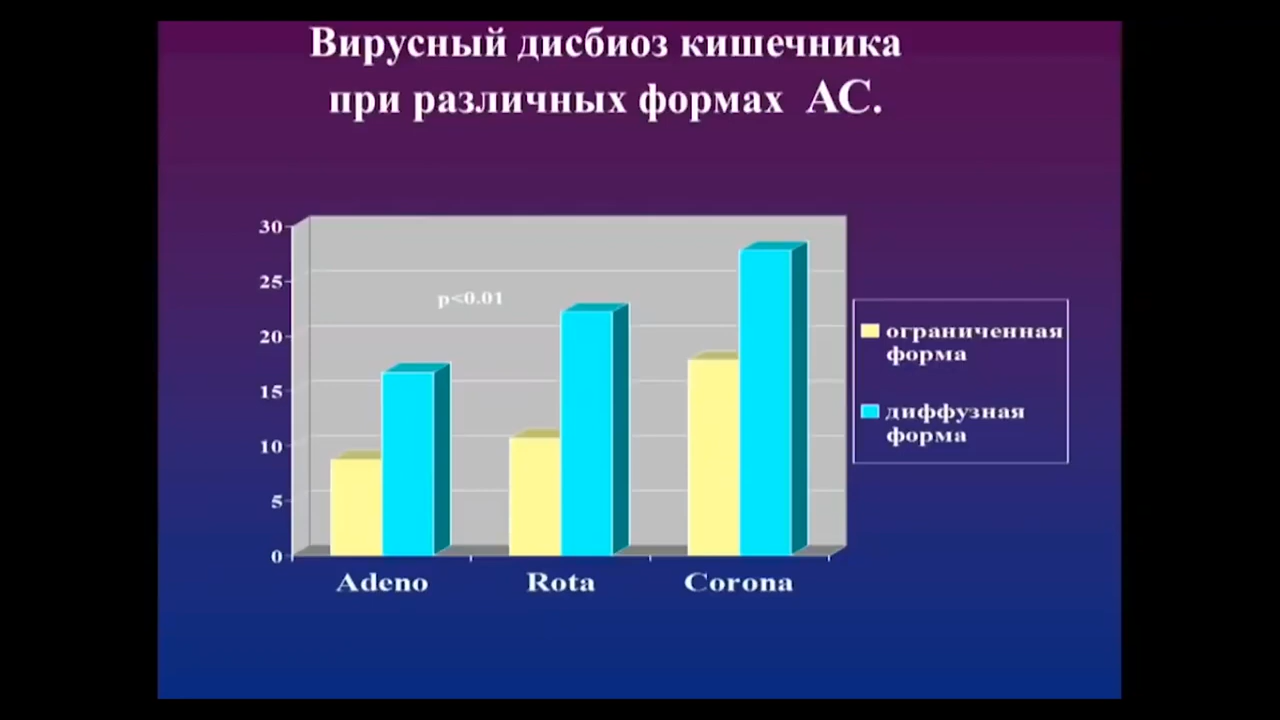 Вирусный дисбиоз кишечника
при различных формах АС.
30
25
20
15
10
5
0
p<0.01
Adeno
Rota
Corona
ограниченная
форма
диффузная
форма